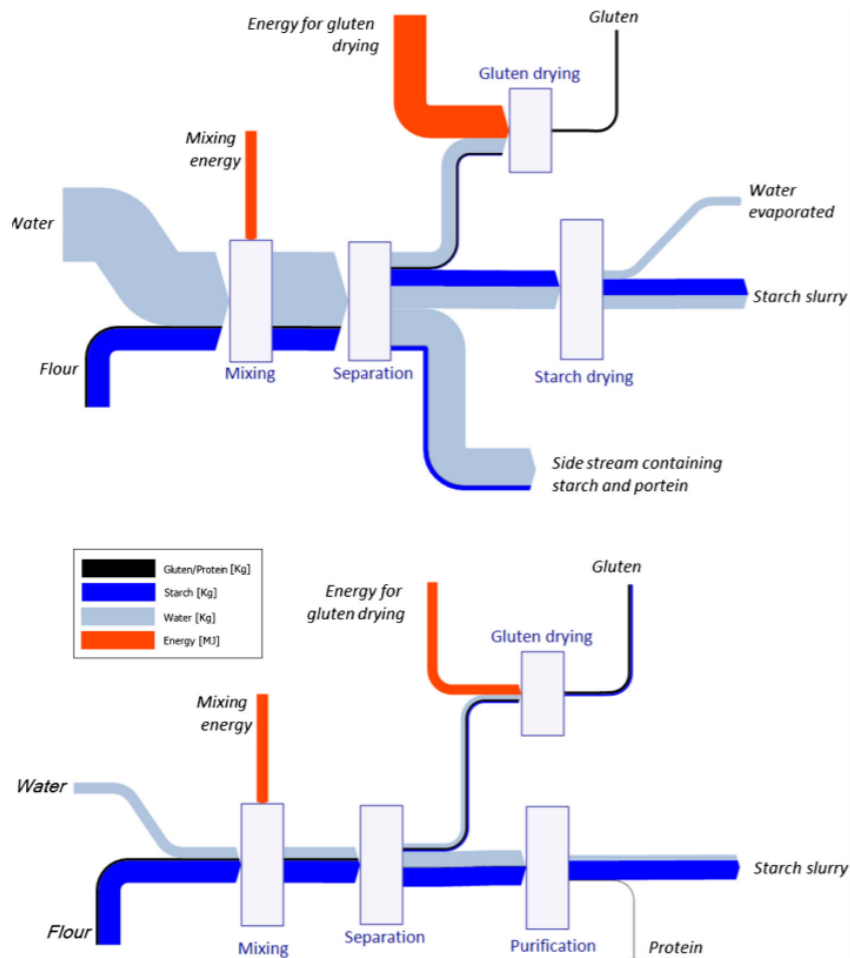 Energy for gluten
drying
Gluten
Gluten drying
Mixing
energy
Water
evaporated
Water
Starch slurry
Flour
Mixing
Separation
Starch drying
Side stream containing
starch and portein
Gluten/Protein [Kg]
Starch [Kg]
Water [Kg]
Energy [MJ]
Energy for
gluten drying
Gluten
Gluten drying
Mixing
energy
Water
Starch slurry
Flour
Mixing
Separation
Purification
Protein